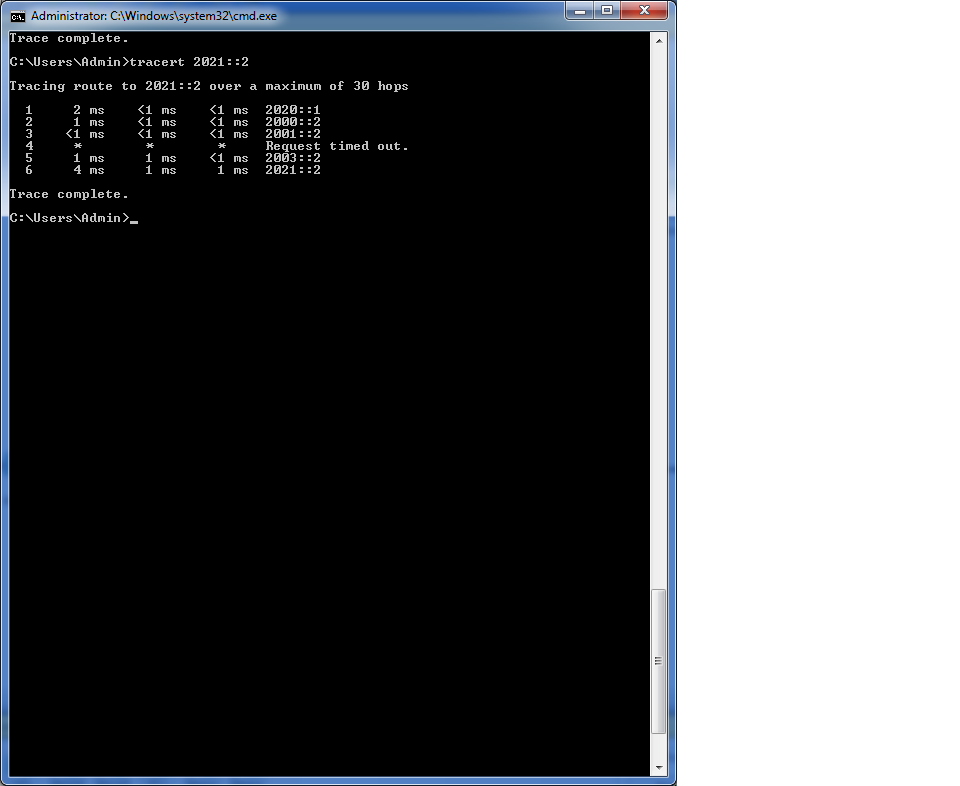 Administrator: C:\Windows\system32\cmd.exe
Trace complete.
C:\Users\Admin>tracert 2021::2
Tracing route to 2021::2 over a maximum of 30 hops
1 2 ms <1 ms <1 ms 2020::1
2 1 ms <1 ms <1 ms 2000::2
3 <1 ms <1 ms <1 ms 2001::2
4 * * * Request timed out.
5 1 ms 1 ms <1 ms 2003::2
6 4 ms 1 ms 1 ms 2021::2
Trace complete.
C:\Users\Admin>_